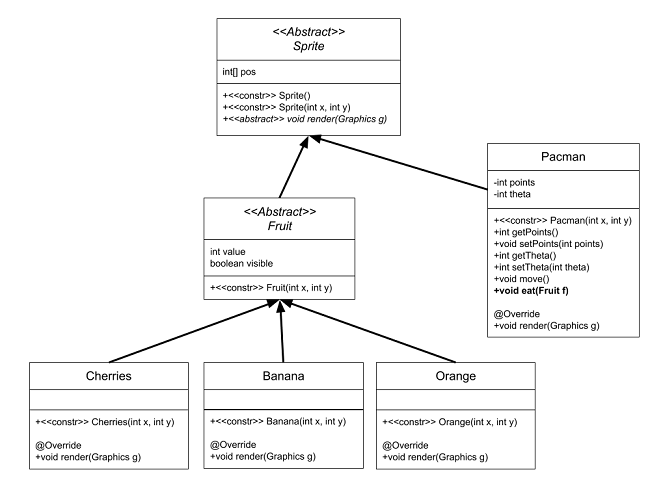 <<Abstract>>
Sprite
int[] pos
+<<constr>> Sprite()
+<<constr>> Sprite(int x, int y)
+<<abstract>> void render(Graphics g)
Pacman
-int points
-int theta
+<<constr>> Pacman(int x, int y)
+int getPoints()
+void setPoints(int points)
+int getTheta()
+int setTheta(int theta)
+void move()
+void eat(Fruit f)
@Override
+void render(Graphics g)
<<Abstract>>
Fruit
int value
boolean visible
+<<constr>> Fruit(int x, int y)
Cherries
+<<constr>> Cherries(int x, int y)
@Override
+void render(Graphics g)
Banana
+<<constr>> Banana(int x, int y)
@Override
+void render(Graphics g)
Orange
+<<constr>> Orange(int x, int y)
@Override
+void render(Graphics g)